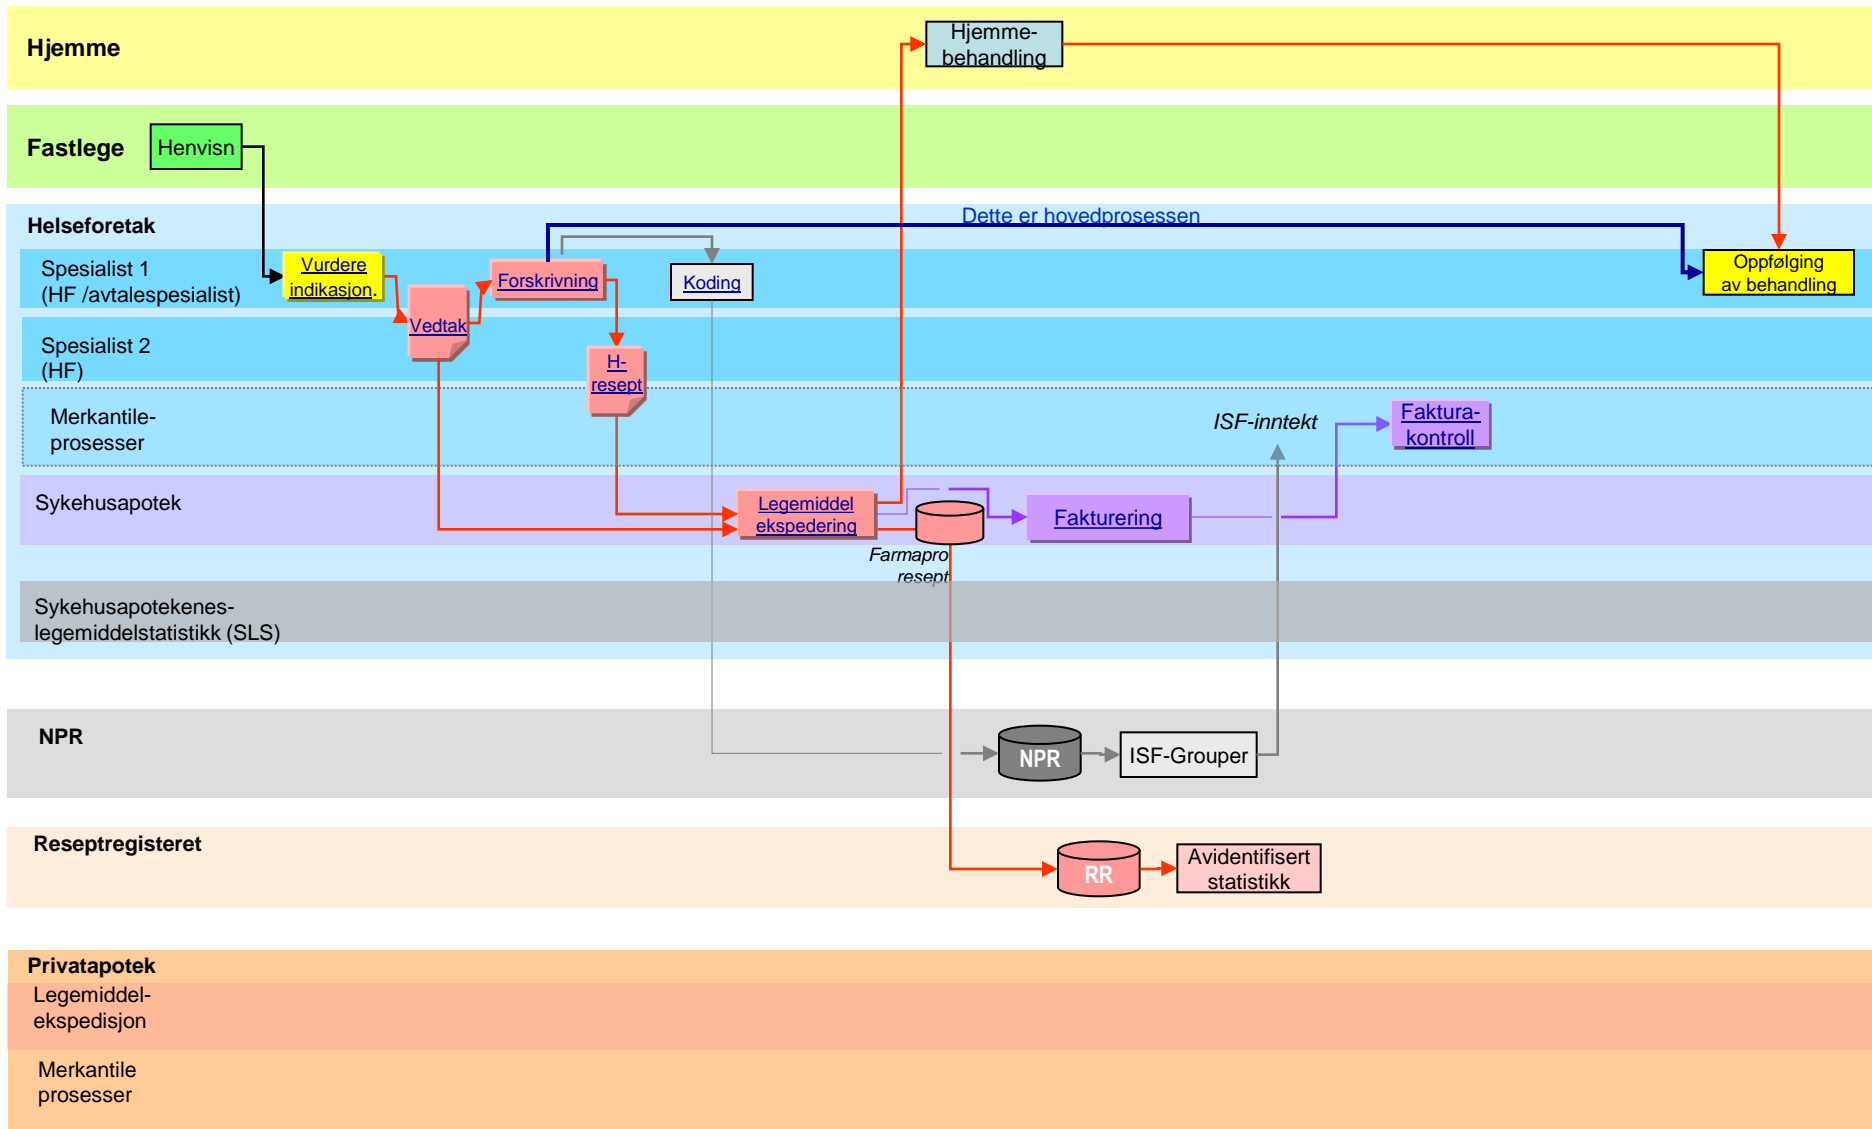 Hjemme
Hjemme-
behandling
Fastlege
Henvisn
Helseforetak
Dette er hovedprosessen
Spesialist 1
(HF /avtalespesialist)
Vurdere
indikasjon.
Vedtak
Forskrivning
Koding
Oppfølging
av behandling
Spesialist 2
(HF)
H-
resept
Merkantile-
prosesser
ISF-inntekt
Faktura-
kontroll
Sykehusapotek
Legemiddel
ekspedering
Fakturering
Farmapro
resept
Sykehusapotekenes-
legemiddelstatistikk (SLS)
NPR
NPR
ISF-Grouper
Reseptregisteret
RR
Avidentifisert
statistikk
Privatapotek
Legemiddel-
ekspedisjon
Merkantile
prosesser